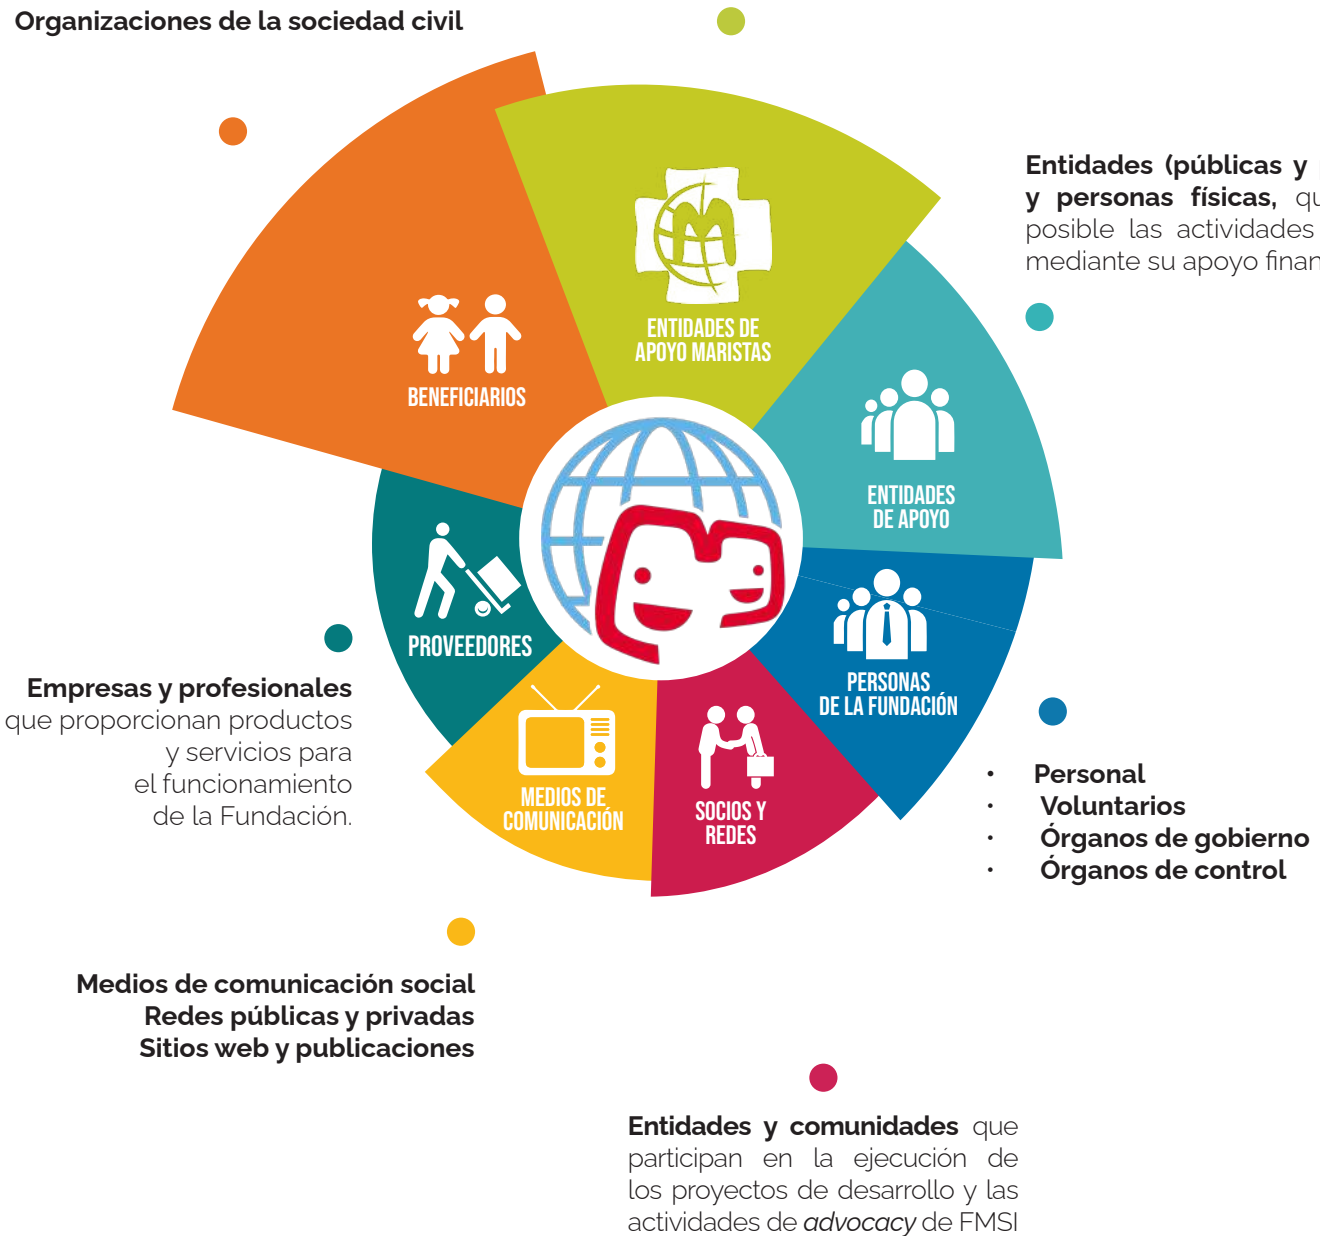 Organizaciones de la sociedad civil
Entidades (públicas y
y personas físicas,
posible las actividades
mediante su apoyo
ENTIDADES DE
APOYO MARISTAS
BENEFICIARIOS
ENTIDADES
DE APOYO
PROVEEDORES
PERSONAS
DE LA FUNDACIÓN
MEDIOS DE
COMUNICACIÓN
SOCIOS Y
REDES
Empresas y profesionales
que proporcionan productos
y servicios para
el funcionamiento
de la Fundación.
• Personal
• Voluntarios
• Órganos de gobierno
• Órganos de control
Medios de comunicación social
Redes públicas y privadas
Sitios web y publicaciones
Entidades y comunidades que
participan en la ejecución de
los proyectos de desarrollo y las
actividades de advocacy de FMSI